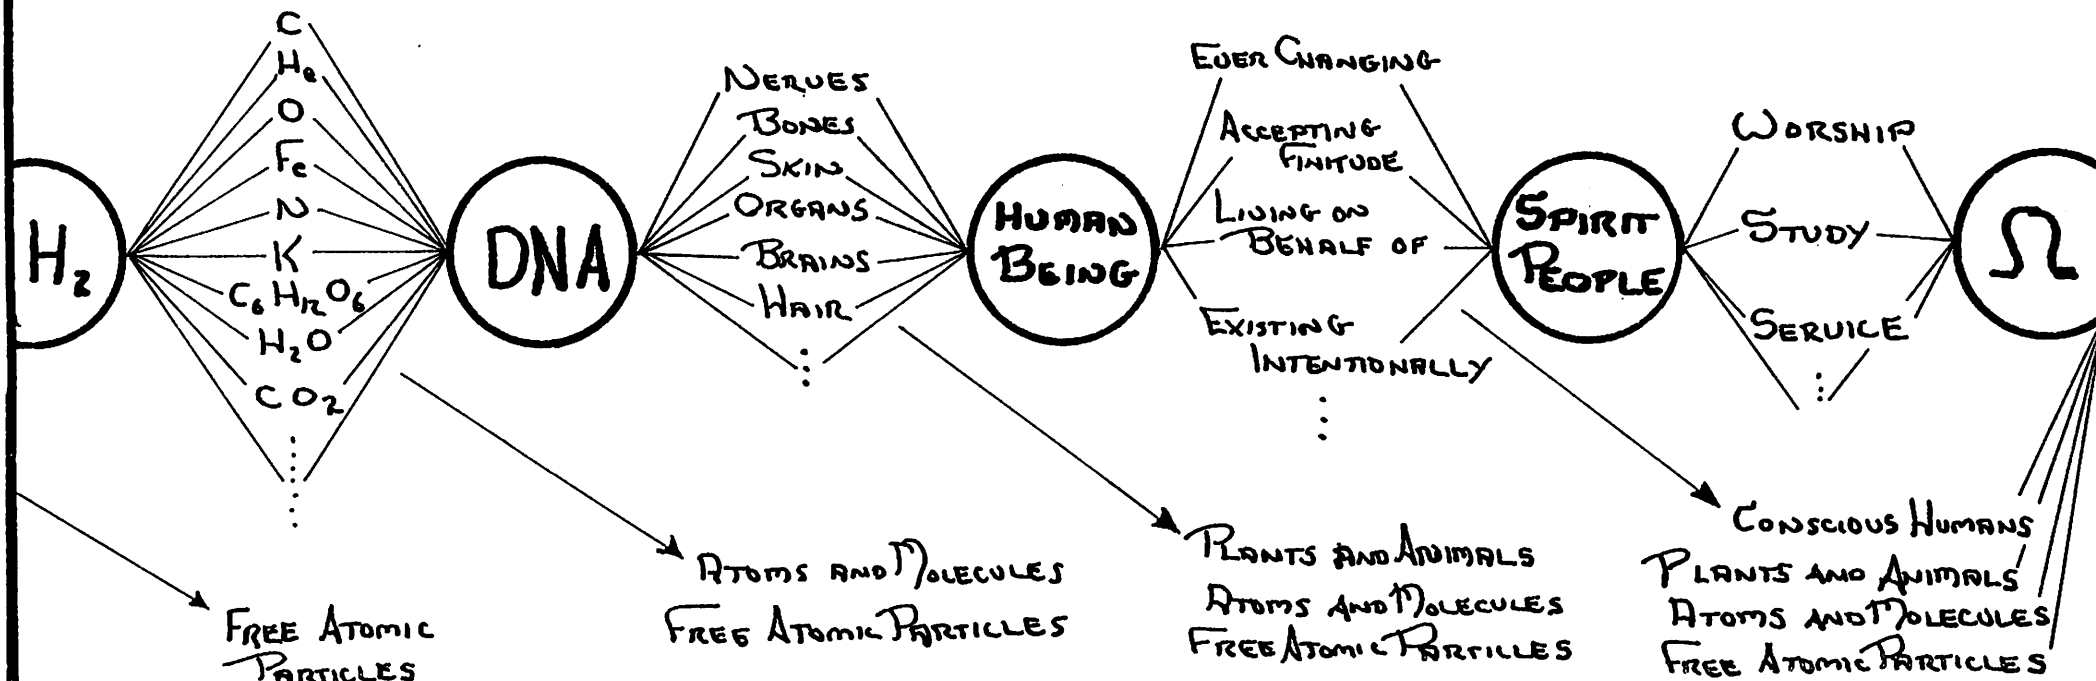 H₂
C
He
O
Fe
N
K
C₆H₁₂O₆
H₂O
CO₂
FREE ATOMIC
PARTICLES
DNA
NERVES
BONES
SKIN
ORGANS
BRAINS
HAIR
ATOMS AND MOLECULES
FREE ATOMIC PARTICLES
HUMAN
BEING
EVER CHANGING
ACCEPTING
FINITUDE
LIVING ON
BEHALF OF
EXISTING
INTENTIONALLY
PLANTS AND ANIMALS
ATOMS AND MOLECULES
FREE ATOMIC PARTICLES
SPIRIT
PEOPLE
WORSHIP
STUDY
SERVICE
CONSCIOUS HUMANS
PLANTS AND ANIMALS
ATOMS AND MOLECULES
FREE ATOMIC PARTICLES
Ω